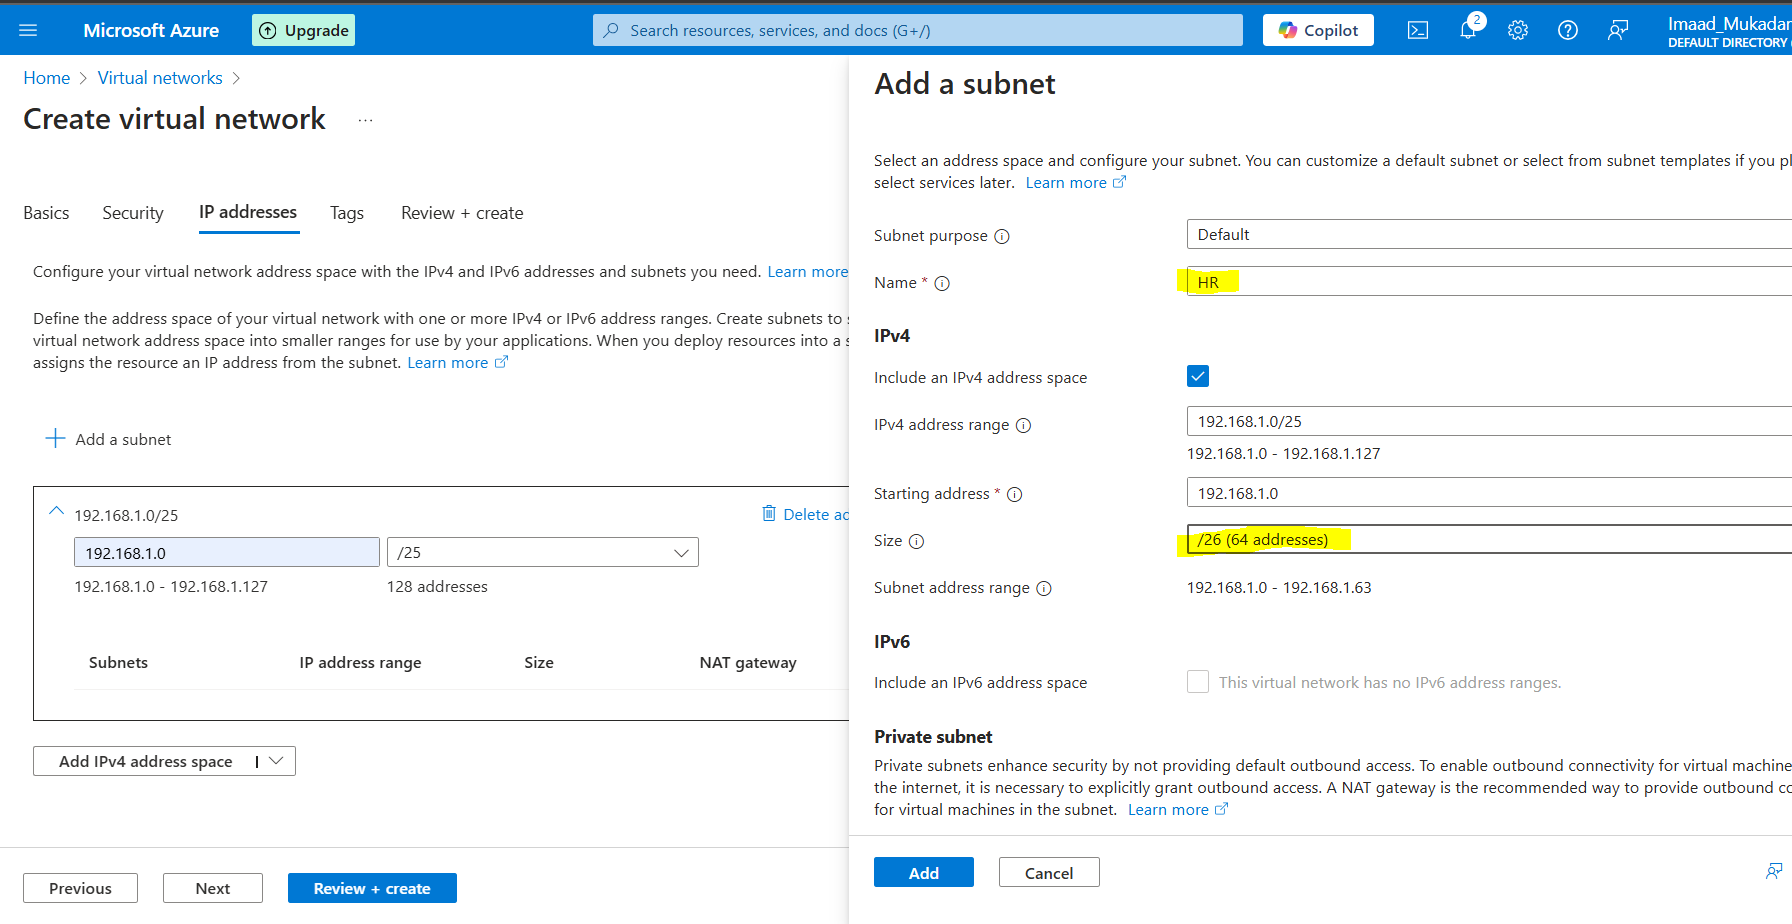 Microsoft Azure
Upgrade
Search resources, services, and docs (G+/)
Copilot
2
Imaad_Mukadar
DEFAULT DIRECTORY
Home > Virtual networks >
Create virtual network ...
Basics Security IP addresses Tags Review + create
Configure your virtual network address space with the IPv4 and IPv6 addresses and subnets you need. Learn more
Define the address space of your virtual network with one or more IPv4 or IPv6 address ranges. Create subnets to s
virtual network address space into smaller ranges for use by your applications. When you deploy resources into a s
assigns the resource an IP address from the subnet. Learn more
Add a subnet
192.168.1.0/25
Delete ad
192.168.1.0
/25
192.168.1.0 - 192.168.1.127
128 addresses
Subnets IP address range Size NAT gateway
Add IPv4 address space
Previous
Next
Review + create
Add a subnet
Select an address space and configure your subnet. You can customize a default subnet or select from subnet templates if you pl
select services later. Learn more
Subnet purpose
Default
Name *
HR
IPv4
Include an IPv4 address space
IPv4 address range
192.168.1.0/25
192.168.1.0 - 192.168.1.127
Starting address *
192.168.1.0
Size
/26 (64 addresses)
Subnet address range
192.168.1.0 - 192.168.1.63
IPv6
Include an IPv6 address space
This virtual network has no IPv6 address ranges.
Private subnet
Private subnets enhance security by not providing default outbound access. To enable outbound connectivity for virtual machine
the internet, it is necessary to explicitly grant outbound access. A NAT gateway is the recommended way to provide outbound co
for virtual machines in the subnet. Learn more
Add
Cancel